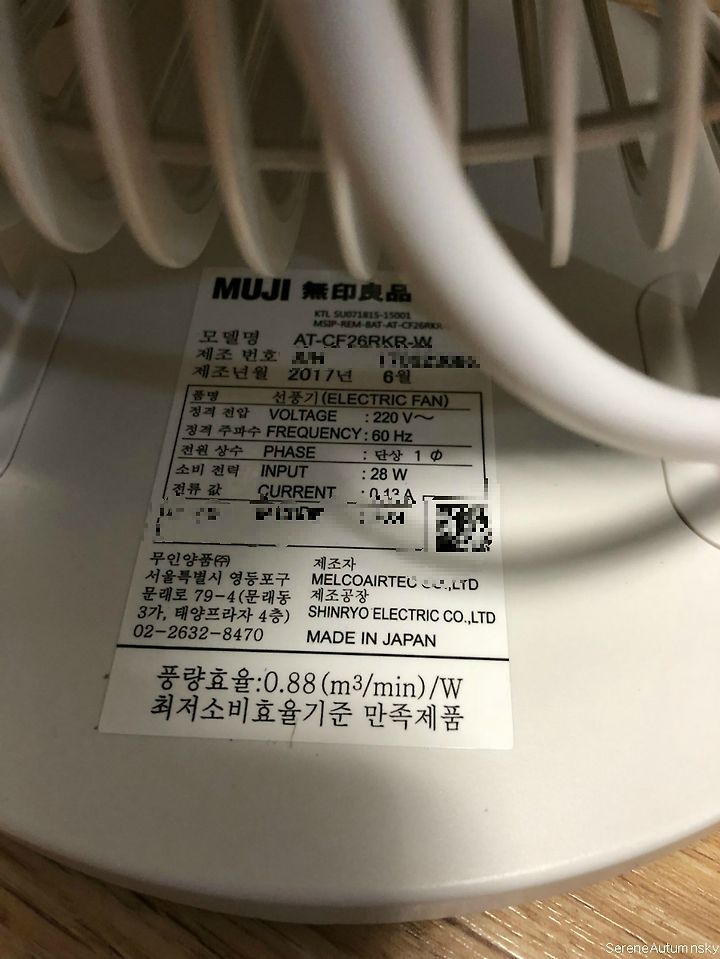 MUJI 無印良品
KTL SU071815-15001
MSIP-REM-8AT-AT-CF26RKR-
모델명 AT-CF26RKR-W
제조 번호
제조년월 2017년 6월
품명 선풍기(ELECTRIC FAN)
정격 전압 VOLTAGE : 220 V～
정격 주파수 FREQUENCY : 60 Hz
전원 상수 PHASE : 단상 1 Φ
소비 전력 INPUT : 28 W
전류 값 CURRENT : 0.13 A
무인양품㈜
서울특별시 영등포구
문래로 79-4(문래동
3가, 태양프라자 4층)
02-2632-8470
제조자
MELCOAIRTEC CO.,LTD
제조공장
SHINRYO ELECTRIC CO.,LTD
MADE IN JAPAN
풍량효율:0.88(m³/min)/W
최저소비효율기준 만족제품
SereneAutumnsky